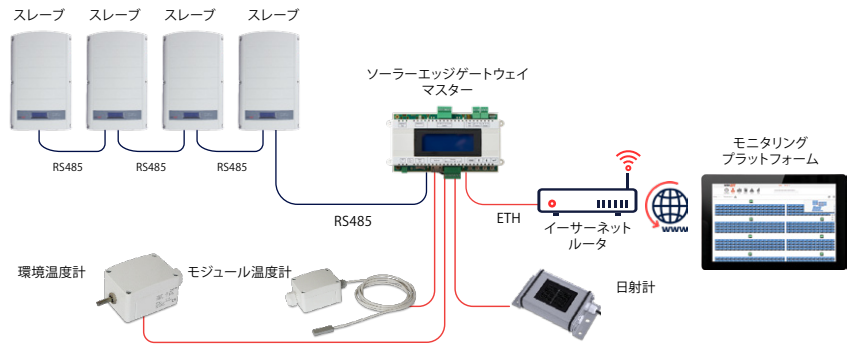 スレーブ
スレーブ
スレーブ
スレーブ
ソーラーエッジゲートウェイ
マスター
RS485
RS485
RS485
RS485
ETH
イーサーネット
ルータ
www
モニタリング
プラットフォーム
環境温度計
モジュール温度計
日射計